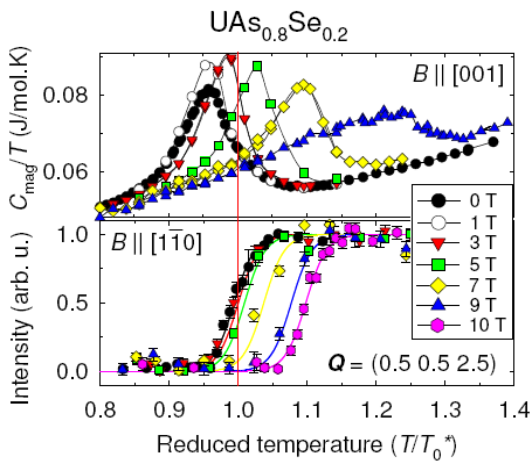 UAs0.8Se0.2
Cmag/T (J/mol.K)
0.08
0.06
B || [001]
Intensity (arb. u.)
1.0
0.5
0.0
B || [110]
0 T
1 T
3 T
5 T
7 T
9 T
10 T
Q = (0.5 0.5 2.5)
0.8 0.9 1.0 1.1 1.2 1.3 1.4
Reduced temperature (T/T0*)